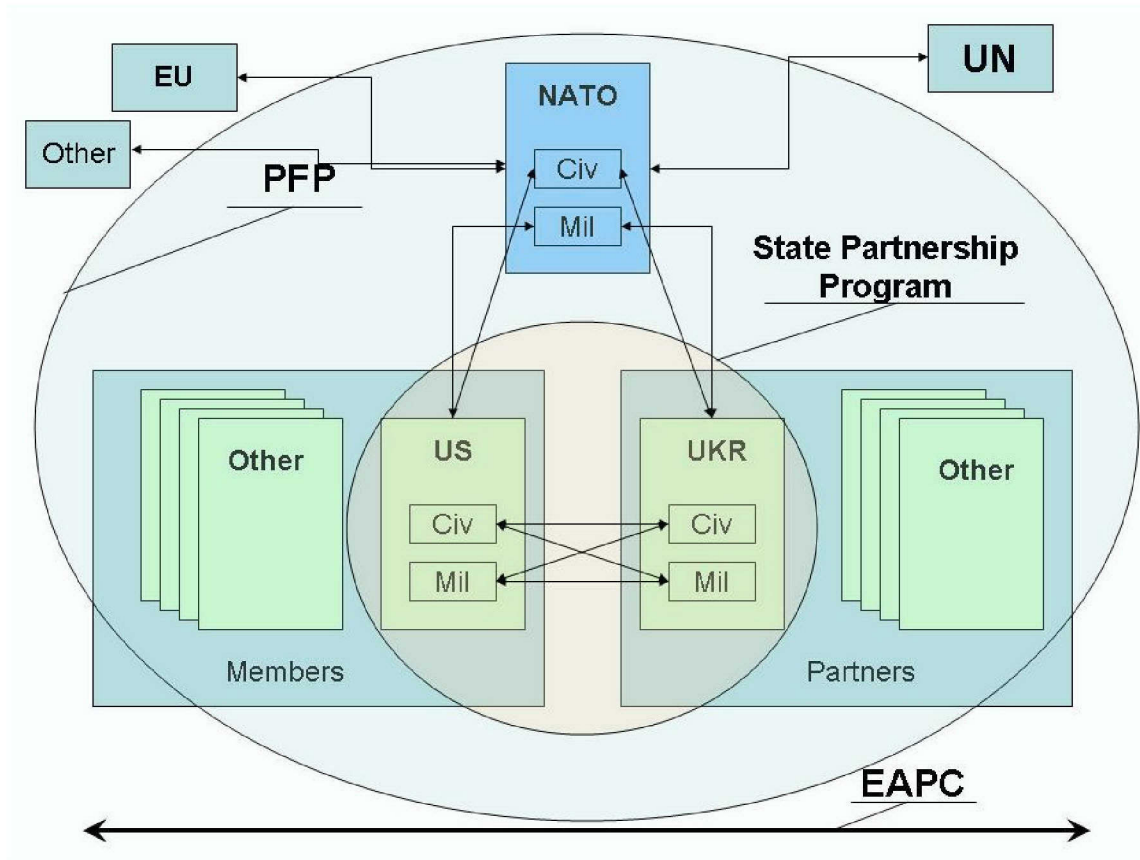 EU
UN
NATO
Other
Civ
PFP
Mil
State Partnership
Program
Other
US
UKR
Other
Civ
Civ
Mil
Mil
Members
Partners
EAPC